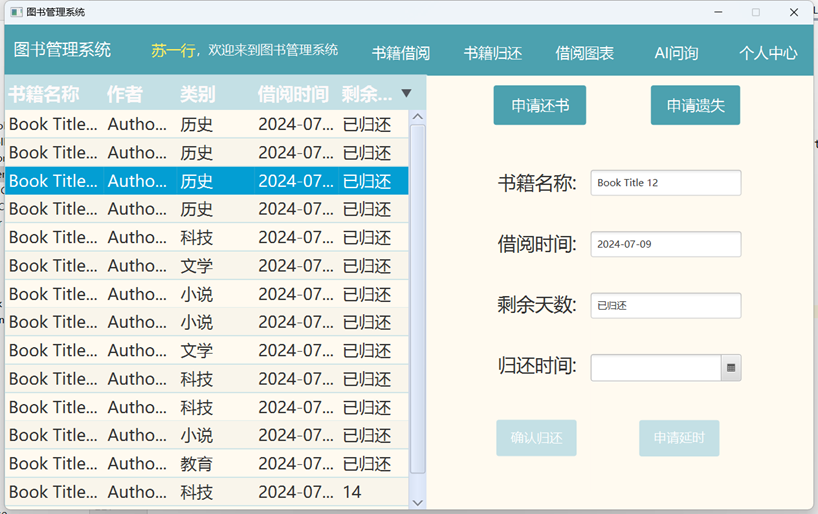 图书管理系统
图书管理系统 苏一行，欢迎来到图书管理系统 书籍借阅 书籍归还 借阅图表 AI问询 个人中心
书籍名称 作者 类别 借阅时间 剩余...
Book Title... Autho... 历史 2024-07... 已归还
Book Title... Autho... 历史 2024-07... 已归还
Book Title... Autho... 历史 2024-07... 已归还
Book Title... Autho... 历史 2024-07... 已归还
Book Title... Autho... 科技 2024-07... 已归还
Book Title... Autho... 文学 2024-07... 已归还
Book Title... Autho... 小说 2024-07... 已归还
Book Title... Autho... 小说 2024-07... 已归还
Book Title... Autho... 文学 2024-07... 已归还
Book Title... Autho... 科技 2024-07... 已归还
Book Title... Autho... 科技 2024-07... 已归还
Book Title... Autho... 小说 2024-07... 已归还
Book Title... Autho... 教育 2024-07... 已归还
Book Title... Autho... 科技 2024-07... 14
申请还书 申请遗失
书籍名称: Book Title 12
借阅时间: 2024-07-09
剩余天数: 已归还
归还时间:
确认归还 申请延时